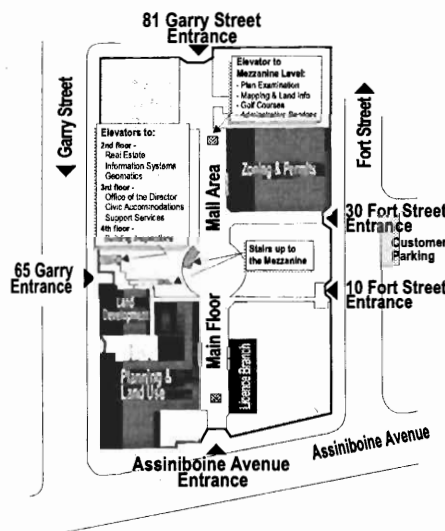 81 Garry Street
Entrance
Elevator to
Mezzanine Level:
- Plan Examination
- Mapping & Land Info
- Golf Courses
- Administrative Services
Garry Street
Fort Street
Elevators to:
2nd floor -
Real Estate
Information Systems
Geomatics
3rd floor -
Office of the Director
Civic Accommodations
Support Services
4th floor -
Building Inspections
Mall Area
Zoning & Permits
30 Fort Street
Entrance
Customer
Parking
Stairs up to
the Mezzanine
65 Garry
Entrance
10 Fort Street
Entrance
Land
Development
Main Floor
Planning &
Land Use
Licence Branch
Assiniboine Avenue
Entrance
Assiniboine Avenue